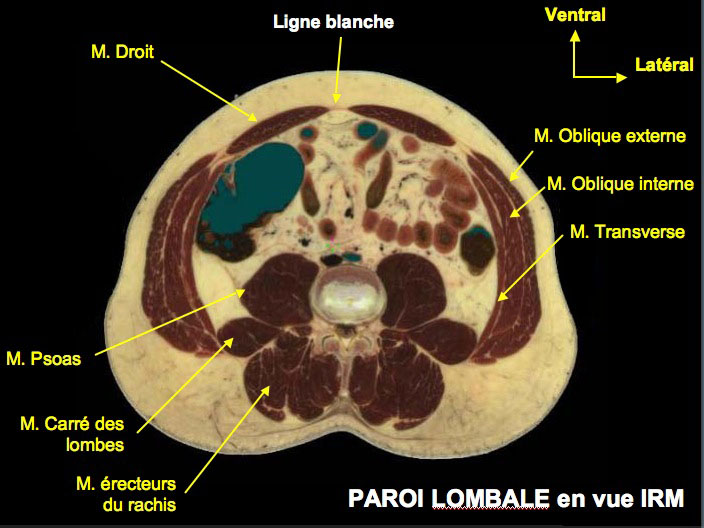 Ligne blanche
Ventral
M. Droit
Latéral
M. Oblique externe
M. Oblique interne
M. Transverse
M. Psoas
M. Carré des
lombes
M. érecteurs
du rachis
PAROI LOMBALE en vue IRM